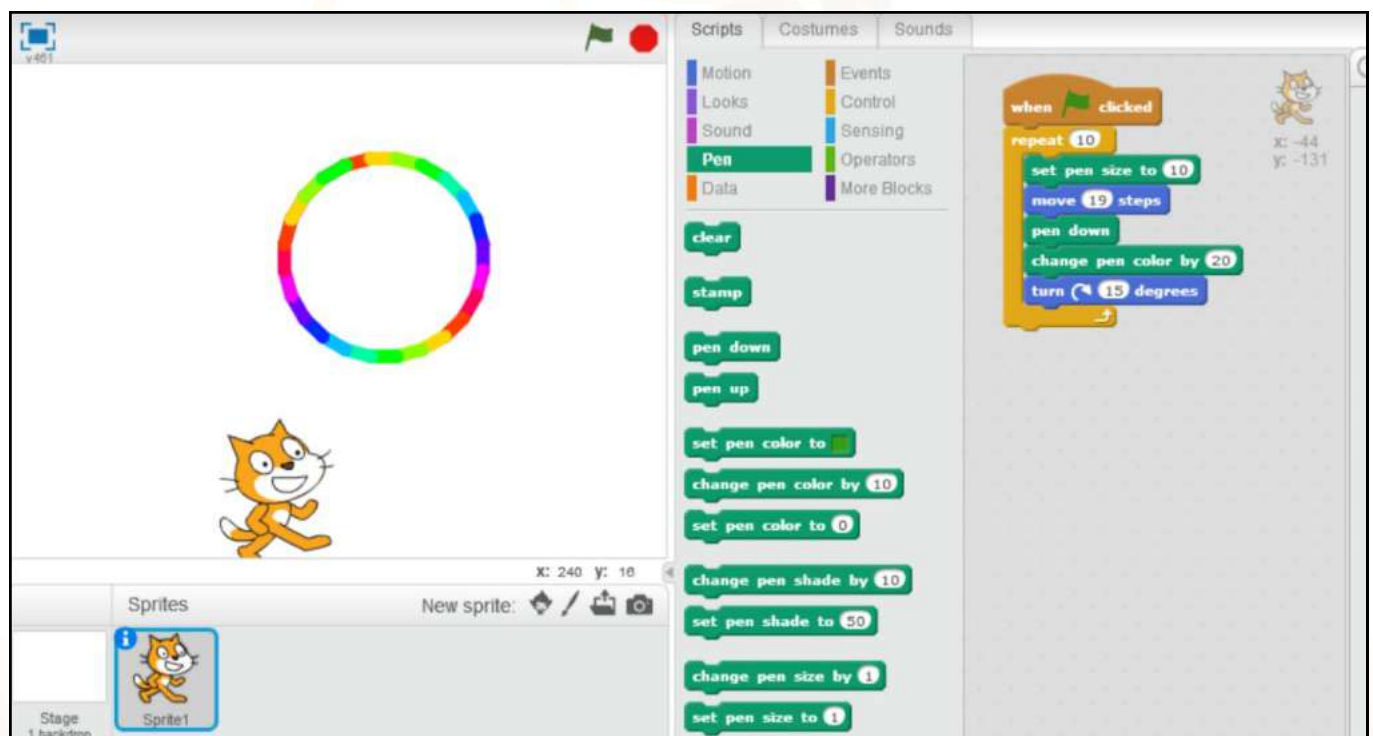 v461
Scripts
Costumes
Sounds
Motion
Looks
Sound
Pen
Data
Events
Control
Sensing
Operators
More Blocks
clear
stamp
pen down
pen up
set pen color to
change pen color by 10
set pen color to 0
change pen shade by 10
set pen shade to 50
change pen size by 1
set pen size to 1
when clicked
repeat 10
set pen size to 10
move 19 steps
pen down
change pen color by 20
turn 15 degrees
x: -44
y: -131
x: 240 y: 16
Sprites
New sprite:
Sprite1
Stage
1 backdrop